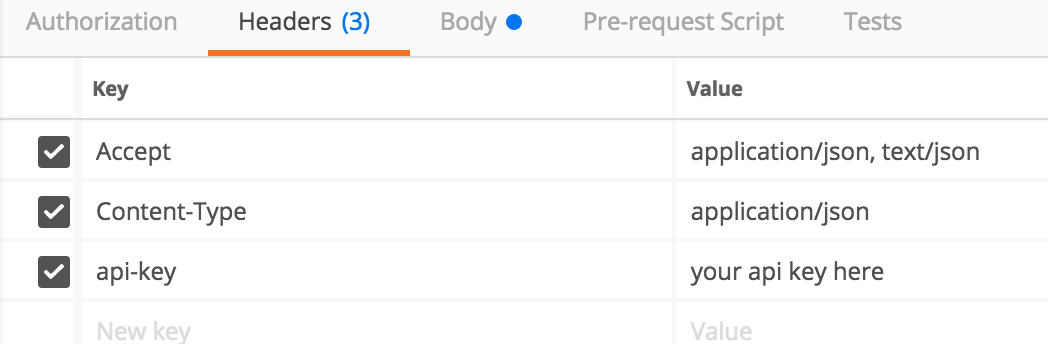 Authorization Headers (3) Body Pre-request Script Tests
Key Value
Accept application/json, text/json
Content-Type application/json
api-key your api key here
New key Value